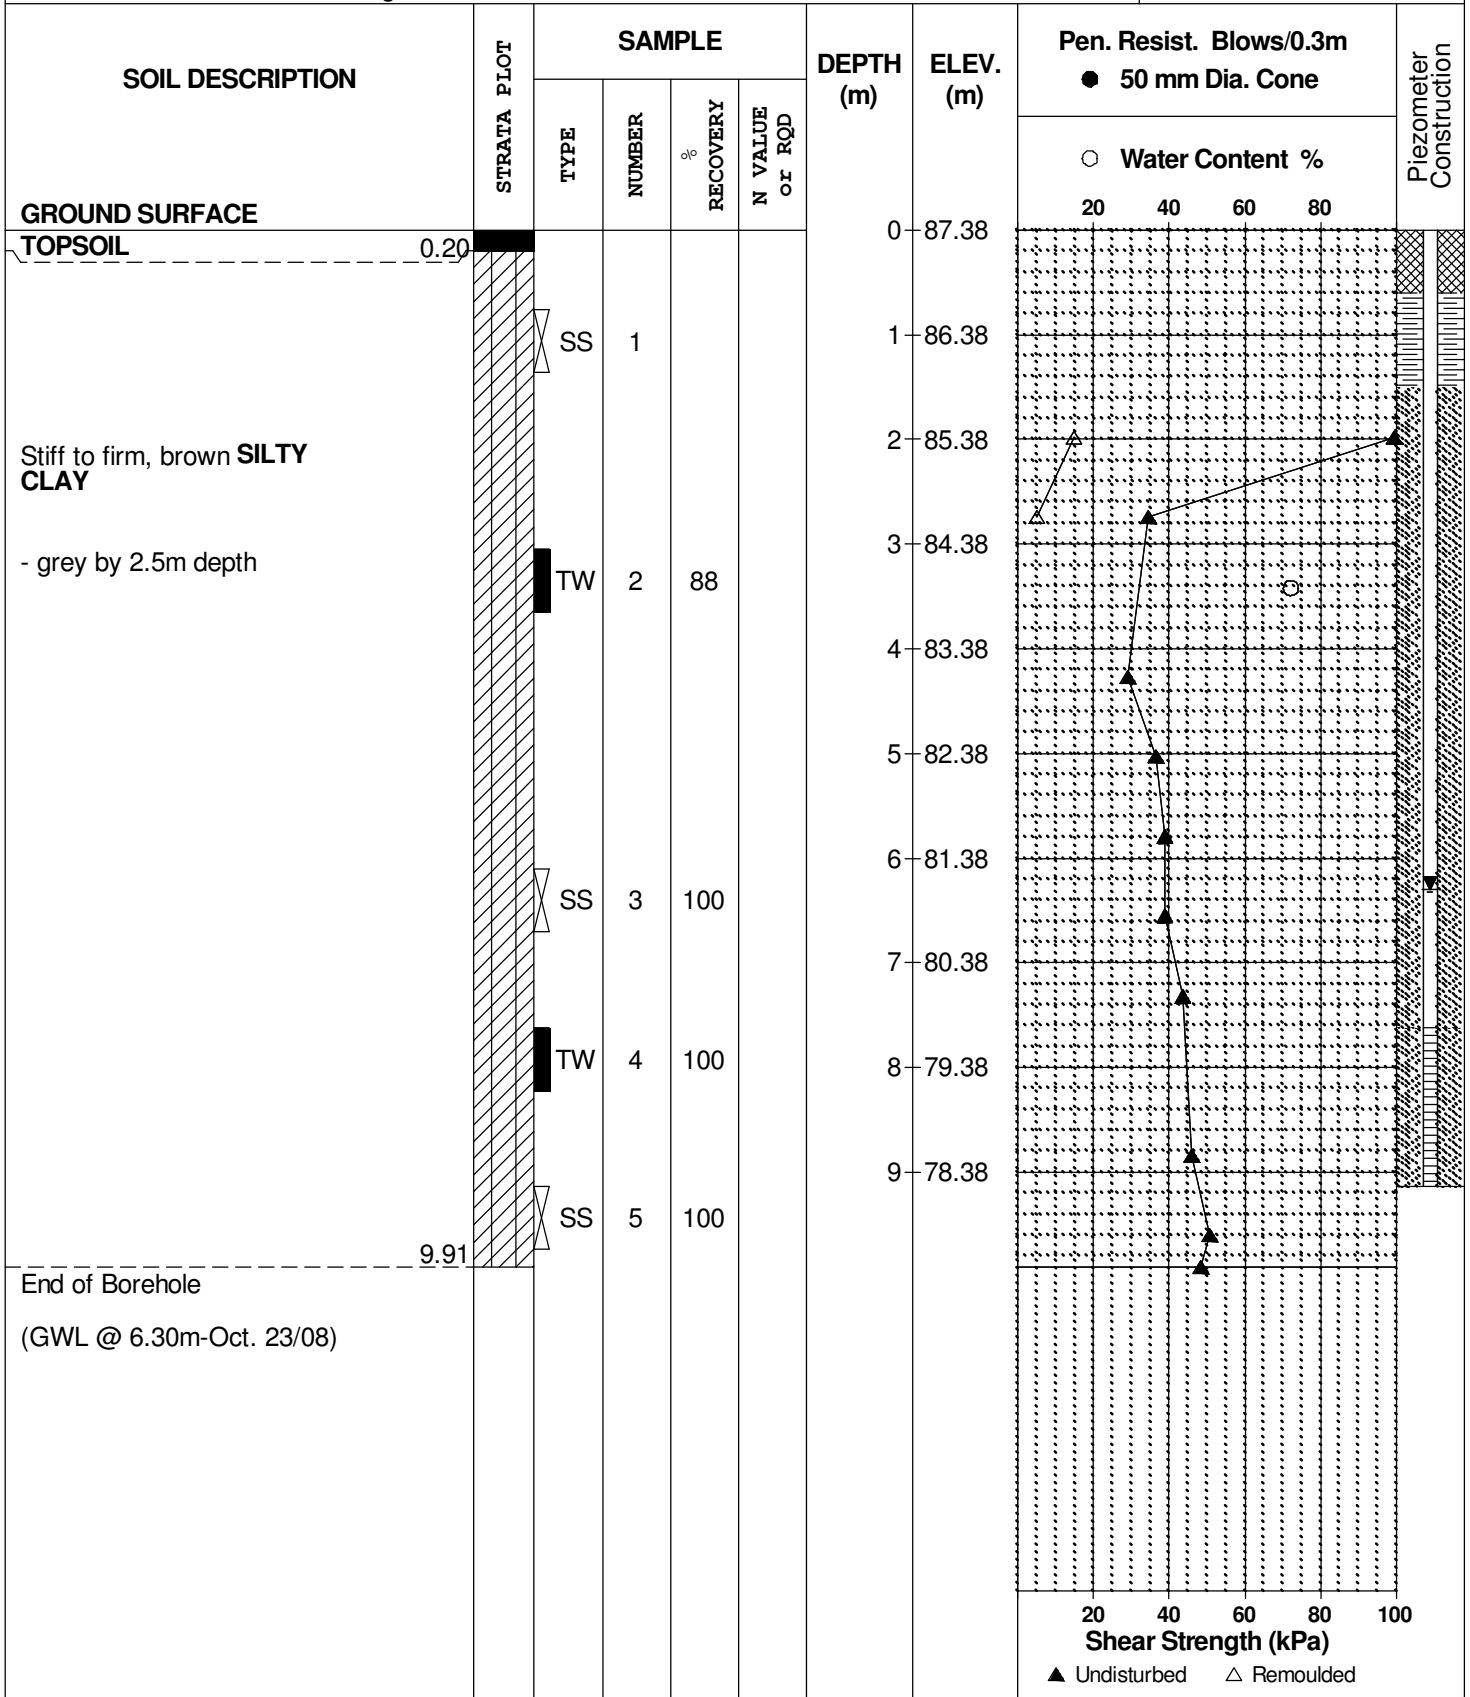 SOIL DESCRIPTION
GROUND SURFACE
STRATA PLOT
SAMPLE
TYPE
NUMBER
%
RECOVERY
N VALUE
or RQD
DEPTH
(m)
ELEV.
(m)
Pen. Resist. Blows/0.3m
● 50 mm Dia. Cone
○ Water Content %
20 40 60 80
Piezometer
Construction
TOPSOIL 0.20
0 87.38
SS 1
1 86.38
Stiff to firm, brown SILTY
CLAY
2 85.38
- grey by 2.5m depth
3 84.38
TW 2 88
4 83.38
5 82.38
6 81.38
SS 3 100
7 80.38
TW 4 100
8 79.38
9 78.38
SS 5 100
9.91
End of Borehole
(GWL @ 6.30m-Oct. 23/08)
20 40 60 80 100
Shear Strength (kPa)
▲ Undisturbed △ Remoulded